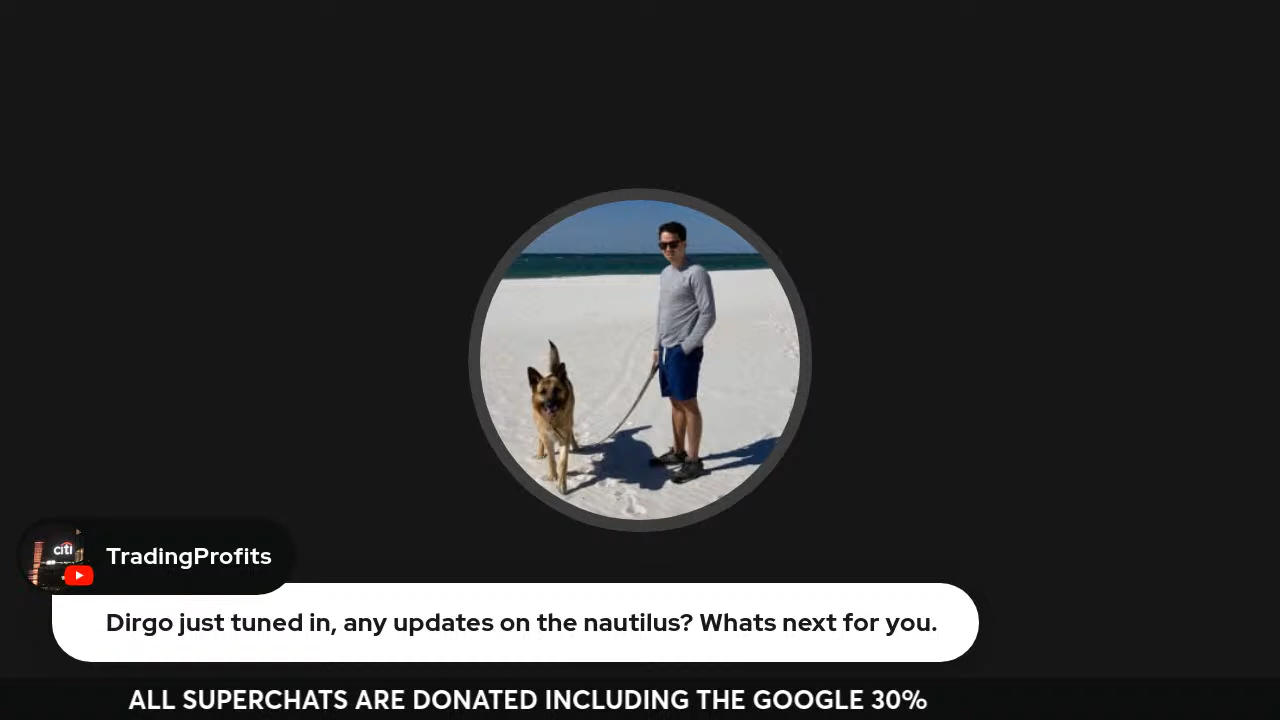 citi
TradingProfits
Dirgo just tuned in, any updates on the nautilus? Whats next for you.
ALL SUPERCHATS ARE DONATED INCLUDING THE GOOGLE 30%